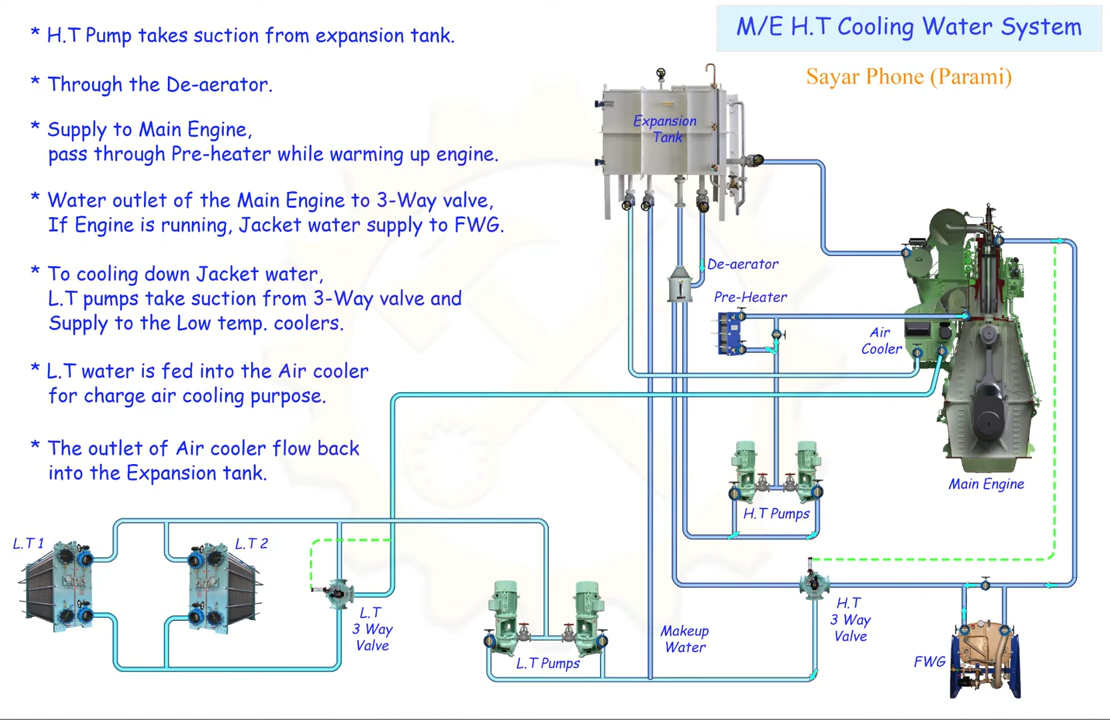 M/E H.T Cooling Water System
Sayar Phone (Parami)
* H.T Pump takes suction from expansion tank.
* Through the De-aerator.
* Supply to Main Engine,
pass through Pre-heater while warming up engine.
* Water outlet of the Main Engine to 3-Way valve,
If Engine is running, Jacket water supply to FWG.
* To cooling down Jacket water,
L.T pumps take suction from 3-Way valve and
Supply to the Low temp. coolers.
* L.T water is fed into the Air cooler
for charge air cooling purpose.
* The outlet of Air cooler flow back
into the Expansion tank.
Expansion
Tank
De-aerator
Pre-Heater
Air
Cooler
Main Engine
H.T Pumps
L.T 1
L.T 2
L.T
3 Way
Valve
L.T Pumps
Makeup
Water
H.T
3 Way
Valve
FWG